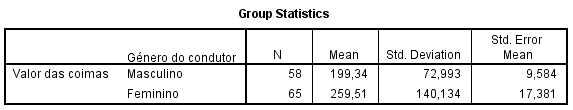 Group Statistics
Género do condutor N Mean Std. Deviation Std. Error Mean
Valor das coimas Masculino 58 199,34 72,993 9,584
Feminino 65 259,51 140,134 17,381